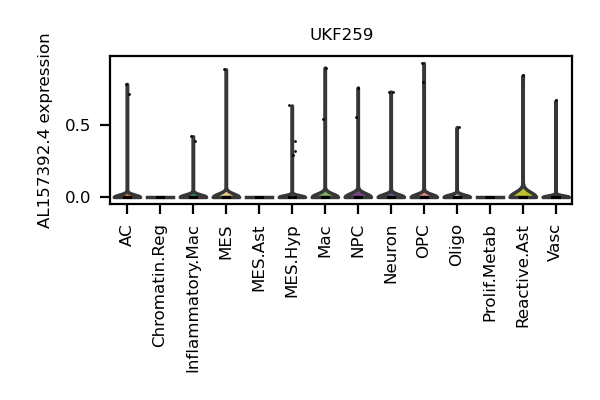 UKF259
AL157392.4 expression
0.5
0.0
AC
Chromatin.Reg
Inflammatory.Mac
MES
MES.Ast
MES.Hyp
Mac
NPC
Neuron
OPC
Oligo
Prolif.Metab
Reactive.Ast
Vasc